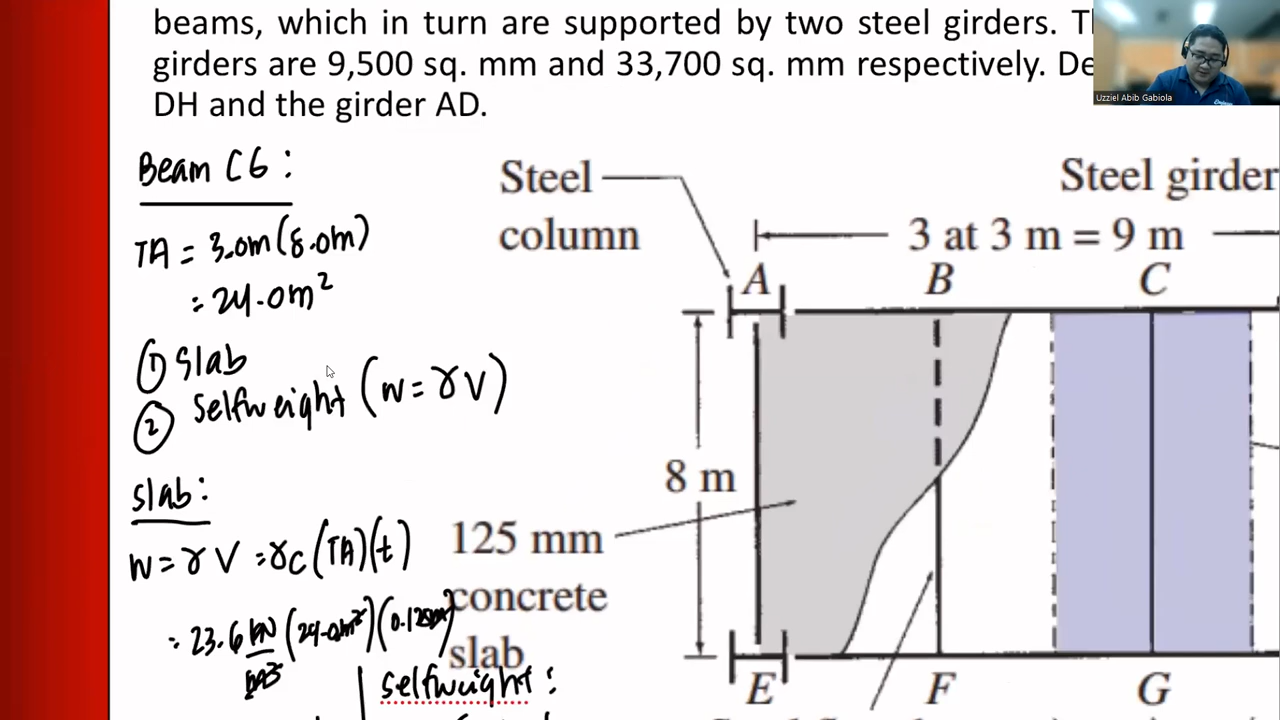 beams, which in turn are supported by two steel girders.
girders are 9,500 sq. mm and 33,700 sq. mm respectively.
DH and the girder AD.
Uzziel Abib Gabiola
Beam CG:
TA = 3.0m(8.0m)
= 24.0m²
① Slab
② Selfweight (W = γV)
Slab:
W = γV = γc(TA)(t)
= 23.6 kN/m³ (24.0m²)(0.125m)
selfweight:
Steel column
Steel girder
3 at 3 m = 9 m
A B C
8 m
125 mm
concrete
slab
E F G